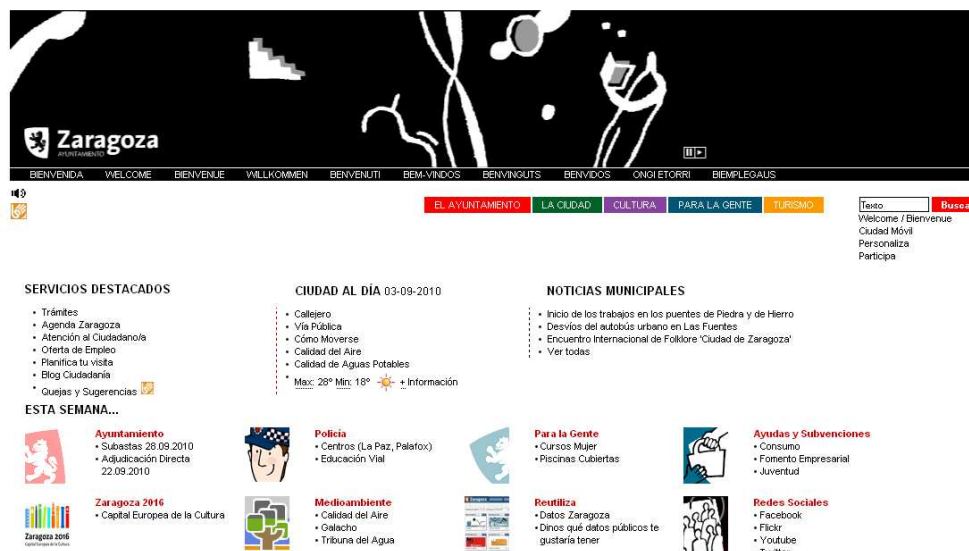 Zaragoza
AYUNTAMIENTO
BIENVENIDA WELCOME BIENVENUE WILLKOMMEN BENVENUTI BEM-VINDOS BENVINGUTS BENVIDOS ONGI ETORRI BIEMPLEGAUS
EL AYUNTAMIENTO LA CIUDAD CULTURA PARA LA GENTE TURISMO
Texto Busca
Welcome / Bienvenue
Ciudad Móvil
Personaliza
Participa
SERVICIOS DESTACADOS
• Trámites
• Agenda Zaragoza
• Atención al Ciudadano/a
• Oferta de Empleo
• Planifica tu visita
• Blog Ciudadanía
• Quejas y Sugerencias
CIUDAD AL DÍA 03-09-2010
• Callejero
• Vía Pública
• Cómo Moverse
• Calidad del Aire
• Calidad de Aguas Potables
• Max: 28° Min: 18° + Información
NOTICIAS MUNICIPALES
• Inicio de los trabajos en los puentes de Piedra y de Hierro
• Desvíos del autobús urbano en Las Fuentes
• Encuentro Internacional de Folklore 'Ciudad de Zaragoza'
• Ver todas
ESTA SEMANA...
Ayuntamiento
• Subastas 28.09.2010
• Adjudicación Directa
22.09.2010
Policía
• Centros (La Paz, Palafox)
• Educación Vial
Para la Gente
• Cursos Mujer
• Piscinas Cubiertas
Ayudas y Subvenciones
• Consumo
• Fomento Empresarial
• Juventud
Zaragoza 2016
Zaragoza 2016
• Capital Europea de la Cultura
Medioambiente
• Calidad del Aire
• Galacho
• Tribuna del Agua
Reutiliza
• Datos Zaragoza
• Dinos qué datos públicos te
gustaría tener
Redes Sociales
• Facebook
• Flickr
• Youtube
• Twitter